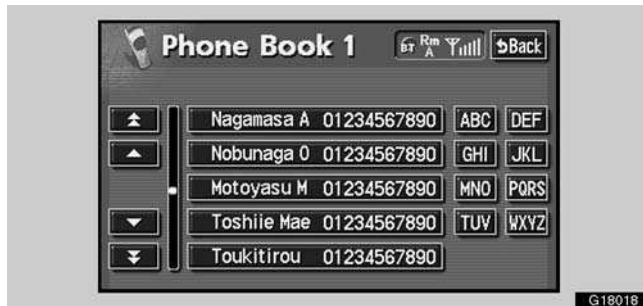 Phone Book 1 BT Rm A Back
Nagamasa A 01234567890 ABC DEF
Nobunaga O 01234567890 GHI JKL
Motoyasu M 01234567890 MNO PQRS
Toshiie Mae 01234567890 TUV WXYZ
Toukitirou 01234567890
G18018